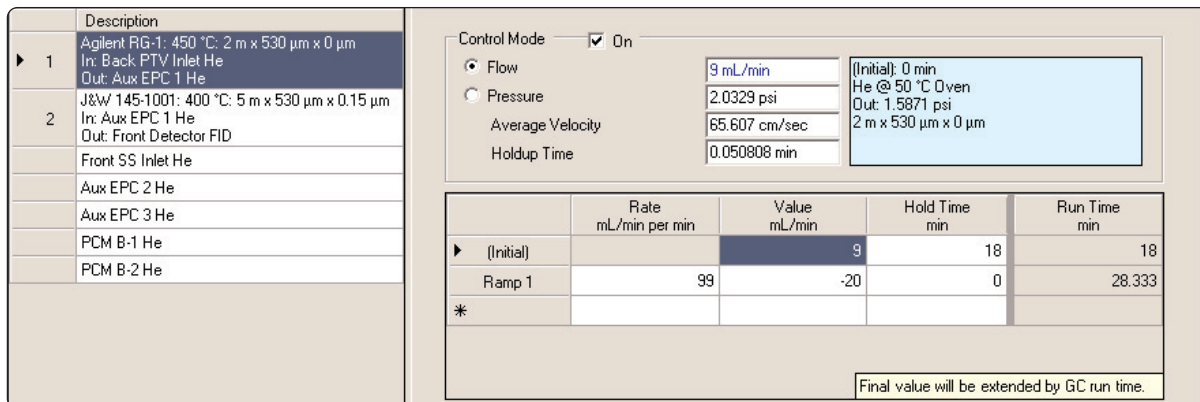 Description
1
Agilent RG-1: 450 °C: 2 m x 530 µm x 0 µm
In: Back PTV Inlet He
Out: Aux EPC 1 He
2
J&W 145-1001: 400 °C: 5 m x 530 µm x 0.15 µm
In: Aux EPC 1 He
Out: Front Detector FID
Front SS Inlet He
Aux EPC 2 He
Aux EPC 3 He
PCM B-1 He
PCM B-2 He
Control Mode On
Flow 9 mL/min
Pressure 2.0329 psi
Average Velocity 65.607 cm/sec
Holdup Time 0.050808 min
(Initial): 0 min
He @ 50 °C Oven
Out: 1.5871 psi
2 m x 530 µm x 0 µm
Rate Value Hold Time Run Time
mL/min per min mL/min min min
(Initial) 9 18 18
Ramp 1 99 -20 0 28.333
*
Final value will be extended by GC run time.